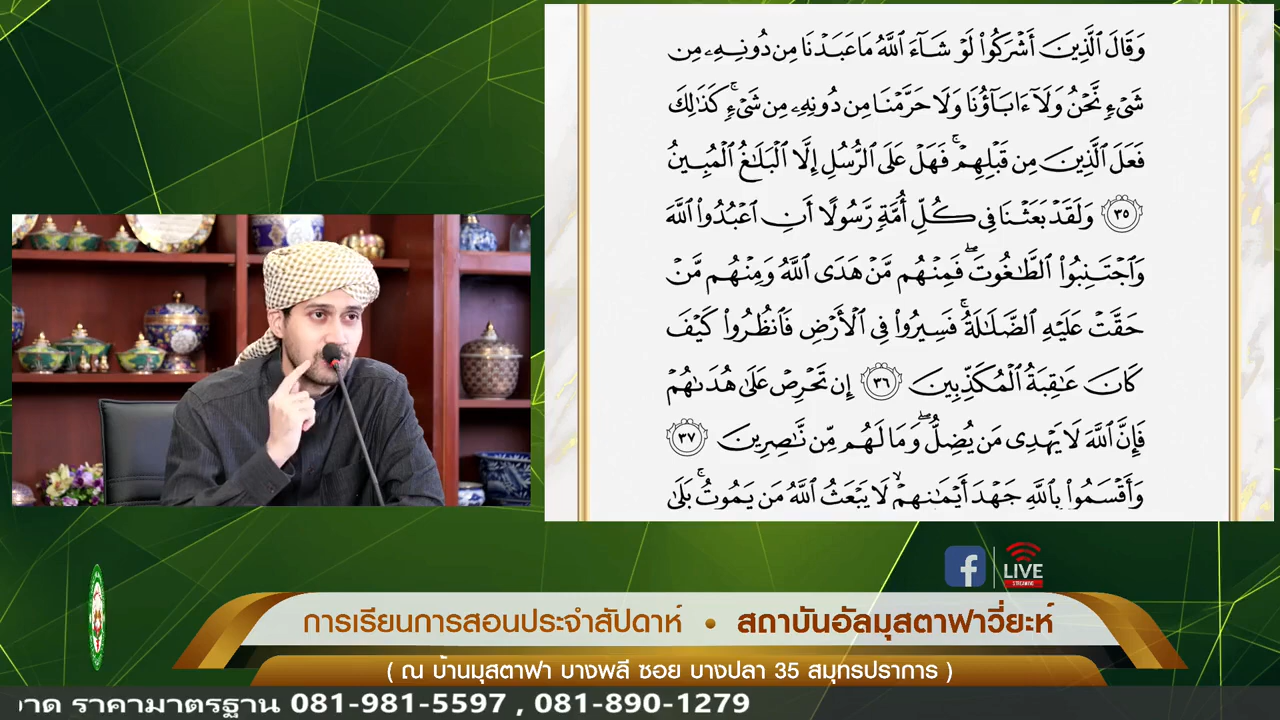 وَقَالَ ٱلَّذِينَ أَشْرَكُوا۟ لَوْ شَآءَ ٱللَّهُ مَا عَبَدْنَا مِن دُونِهِۦ مِن
شَىْءٍ نَّحْنُ وَلَآ ءَابَآؤُنَا وَلَا حَرَّمْنَا مِن دُونِهِۦ مِن شَىْءٍ ۚ كَذَٰلِكَ
فَعَلَ ٱلَّذِينَ مِن قَبْلِهِمْ ۚ فَهَلْ عَلَى ٱلرُّسُلِ إِلَّا ٱلْبَلَٰغُ ٱلْمُبِينُ
٣٥ وَلَقَدْ بَعَثْنَا فِى كُلِّ أُمَّةٍ رَّسُولًا أَنِ ٱعْبُدُوا۟ ٱللَّهَ
وَٱجْتَنِبُوا۟ ٱلطَّٰغُوتَ ۖ فَمِنْهُم مَّنْ هَدَى ٱللَّهُ وَمِنْهُم مَّنْ
حَقَّتْ عَلَيْهِ ٱلضَّلَٰلَةُ ۚ فَسِيرُوا۟ فِى ٱلْأَرْضِ فَٱنظُرُوا۟ كَيْفَ
كَانَ عَٰقِبَةُ ٱلْمُكَذِّبِينَ ٣٦ إِن تَحْرِصْ عَلَىٰ هُدَىٰهُمْ
فَإِنَّ ٱللَّهَ لَا يَهْدِى مَن يُضِلُّ ۖ وَمَا لَهُم مِّن نَّٰصِرِينَ ٣٧
وَأَقْسَمُوا۟ بِٱللَّهِ جَهْدَ أَيْمَٰنِهِمْ ۙ لَا يَبْعَثُ ٱللَّهُ مَن يَمُوتُ ۚ بَلَىٰ
f LIVE
STREAMING
การเรียนการสอนประจำสัปดาห์ • สถาบันอัลมุสตาฟาวี่ยะห์
( ณ บ้านมุสตาฟา บางพลี ซอย บางปลา 35 สมุทรปราการ )
ราคามาตรฐาน 081-981-5597 , 081-890-1279